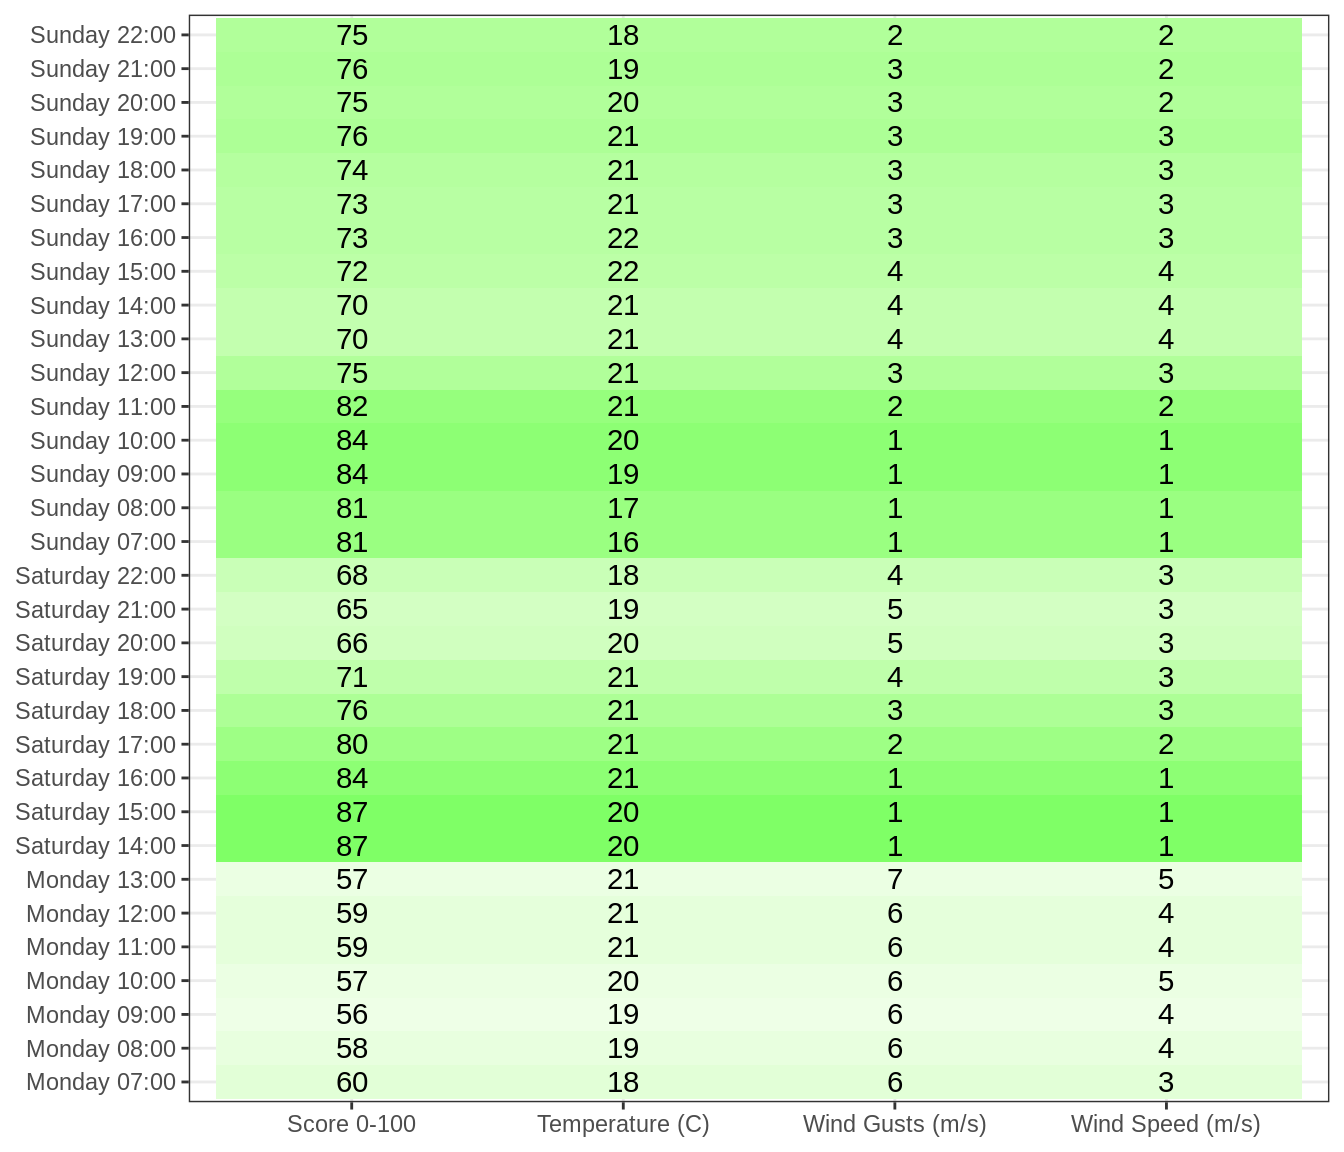 Sunday 22:00 75 18 2 2
Sunday 21:00 76 19 3 2
Sunday 20:00 75 20 3 2
Sunday 19:00 76 21 3 3
Sunday 18:00 74 21 3 3
Sunday 17:00 73 21 3 3
Sunday 16:00 73 22 3 3
Sunday 15:00 72 22 4 4
Sunday 14:00 70 21 4 4
Sunday 13:00 70 21 4 4
Sunday 12:00 75 21 3 3
Sunday 11:00 82 21 2 2
Sunday 10:00 84 20 1 1
Sunday 09:00 84 19 1 1
Sunday 08:00 81 17 1 1
Sunday 07:00 81 16 1 1
Saturday 22:00 68 18 4 3
Saturday 21:00 65 19 5 3
Saturday 20:00 66 20 5 3
Saturday 19:00 71 21 4 3
Saturday 18:00 76 21 3 3
Saturday 17:00 80 21 2 2
Saturday 16:00 84 21 1 1
Saturday 15:00 87 20 1 1
Saturday 14:00 87 20 1 1
Monday 13:00 57 21 7 5
Monday 12:00 59 21 6 4
Monday 11:00 59 21 6 4
Monday 10:00 57 20 6 5
Monday 09:00 56 19 6 4
Monday 08:00 58 19 6 4
Monday 07:00 60 18 6 3
Score 0-100 Temperature (C) Wind Gusts (m/s) Wind Speed (m/s)